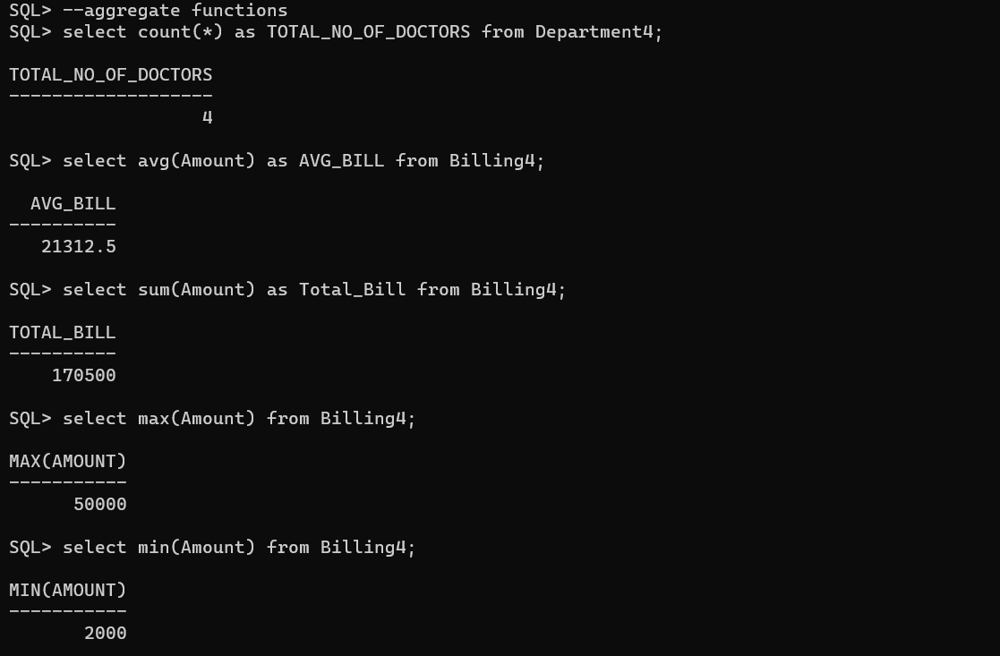 SQL> --aggregate functions
SQL> select count(*) as TOTAL_NO_OF_DOCTORS from Department4;
TOTAL_NO_OF_DOCTORS
-------------------
4
SQL> select avg(Amount) as AVG_BILL from Billing4;
AVG_BILL
----------
21312.5
SQL> select sum(Amount) as Total_Bill from Billing4;
TOTAL_BILL
----------
170500
SQL> select max(Amount) from Billing4;
MAX(AMOUNT)
-----------
50000
SQL> select min(Amount) from Billing4;
MIN(AMOUNT)
-----------
2000